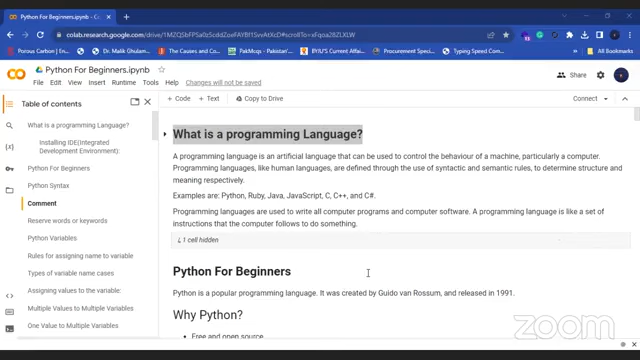 Python For Beginners.ipynb - Co
colab.research.google.com/drive/1MZQSbFPSa0cddZoeFAYBf1SvvAtqC9aR#scrollTo=xFqoa28ZLXLW
Porous Carbon
Dr. Malik Ghulam...
The Causes and Co...
PakMcqs - Pakistan...
BYJU'S Current Affair...
Procurement Speci...
Typing Speed Com...
All Bookmarks
Python For Beginners.ipynb
File Edit View Insert Runtime Tools Help Changes will not be saved
Share
Table of contents
+ Code + Text Copy to Drive
Connect
What is a programming Language?
Installing IDE(Integrated
Development Environment):
Python For Beginners
Python Syntax
Comment
Reserve words or keywords
Python Variables
Rules for assigning name to variable
Types of variable name cases
Assigning values to the variable:
Multiple Values to Multiple Variables
One Value to Multiple Variables
What is a programming Language?
A programming language is an artificial language that can be used to control the behaviour of a machine, particularly a computer.
Programming languages, like human languages, are defined through the use of syntactic and semantic rules, to determine structure and
meaning respectively.
Examples are: Python, Ruby, Java, JavaScript, C, C++, and C#.
Programming languages are used to write all computer programs and computer software. A programming language is like a set of
instructions that the computer follows to do something.
↳ 1 cell hidden
Python For Beginners
Python is a popular programming language. It was created by Guido van Rossum, and released in 1991.
Why Python?
• Free and open source
zoom